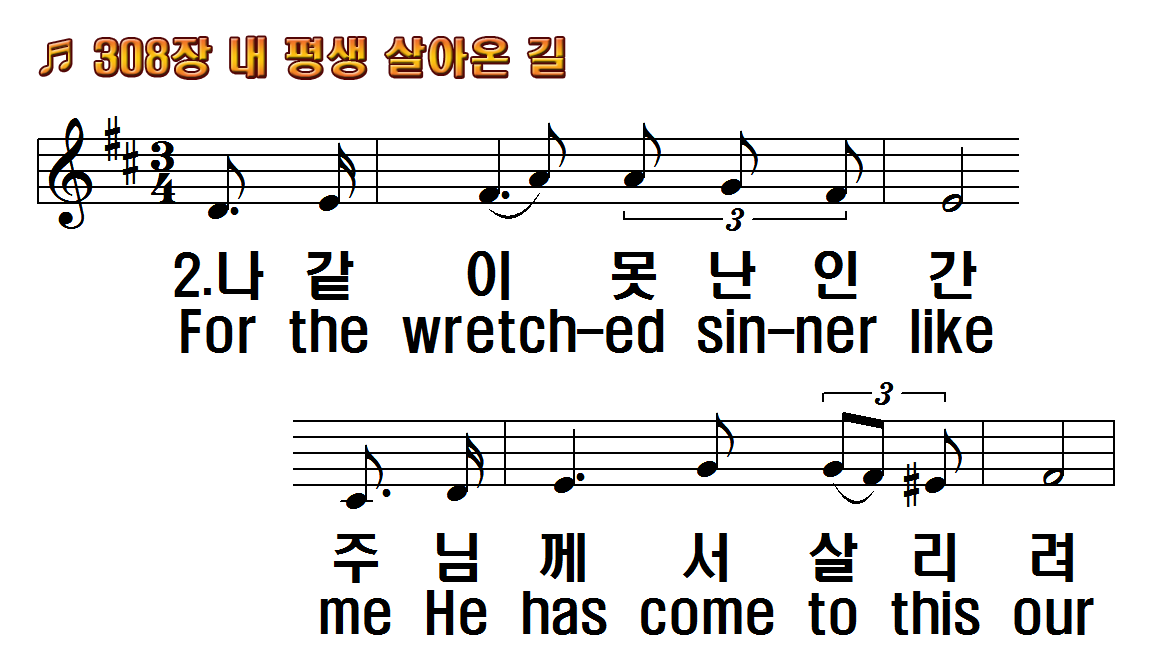 ♬ 308장 내 평생 살아온 길
3
4
3
2.나 같 이 못 난 인 간
For the wretch-ed sin-ner like
3
주 님 께 서 살 리 려
me He has come to this our